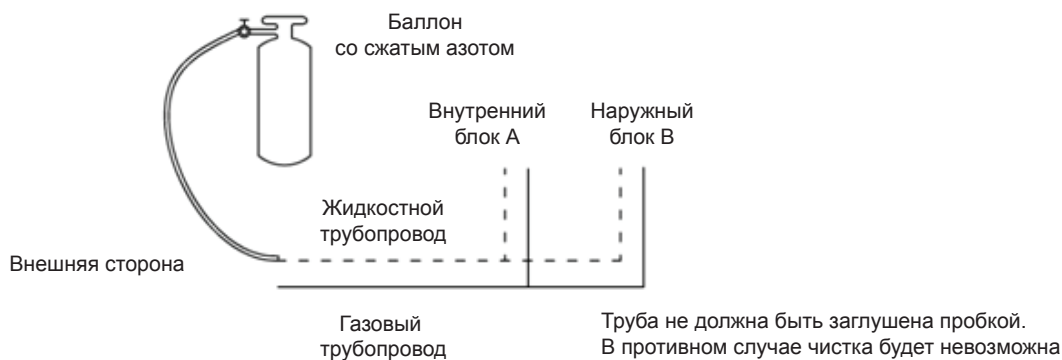 Баллон
со сжатым азотом
Внутренний
блок А
Наружный
блок В
Жидкостной
трубопровод
Внешняя сторона
Газовый
трубопровод
Труба не должна быть заглушена пробкой.
В противном случае чистка будет невозможна